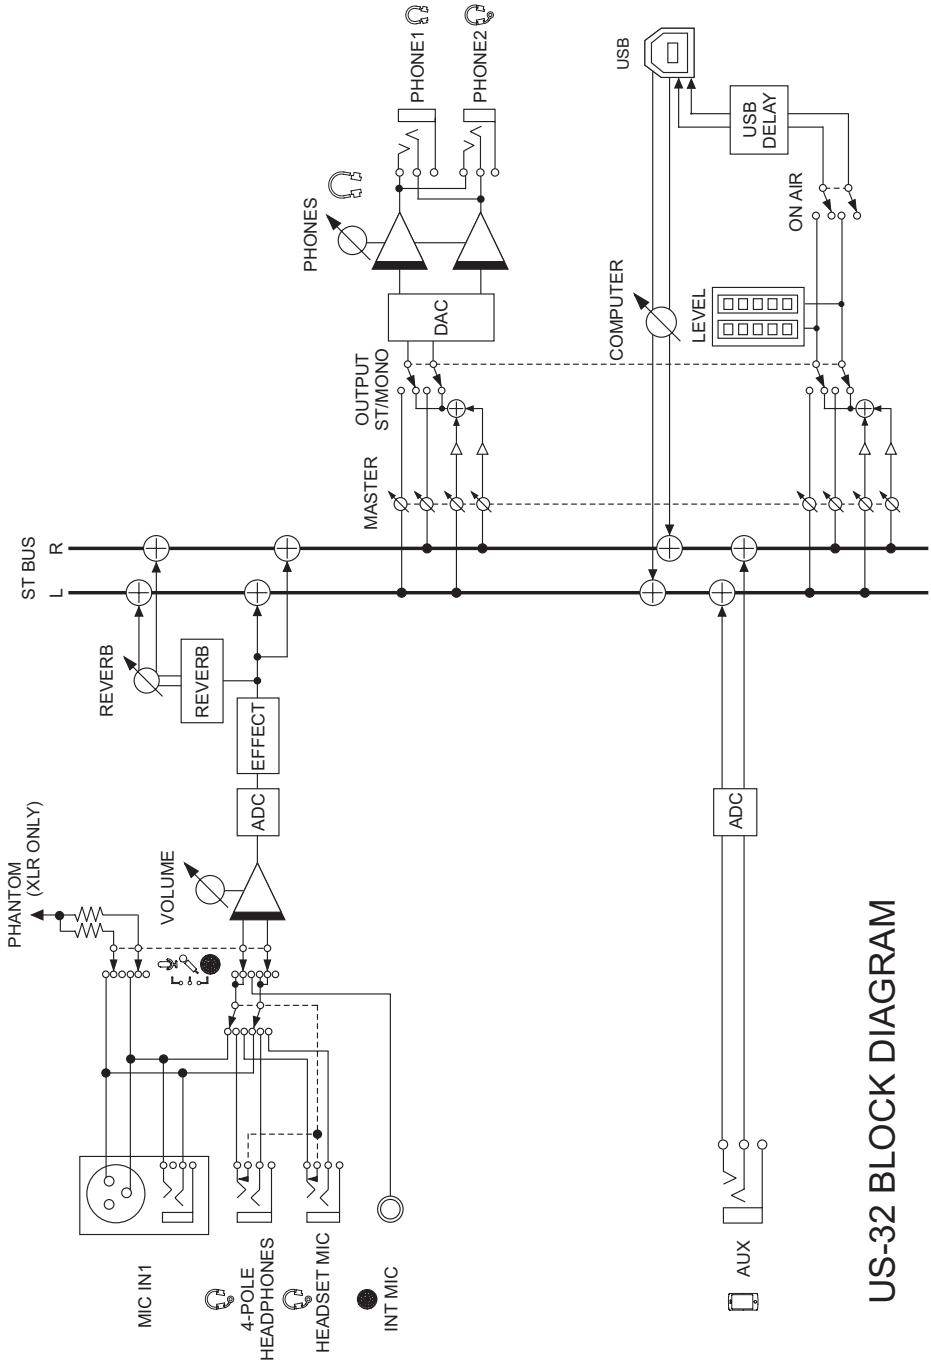 US-32 BLOCK DIAGRAM
MIC IN1
4-POLE
HEADPHONES
HEADSET MIC
INT MIC
AUX
PHANTOM
(XLR ONLY)
VOLUME
ADC
EFFECT
REVERB
REVERB
ADC
ST BUS
L
R
MASTER
OUTPUT
ST/MONO
DAC
PHONES
PHONE1
PHONE2
COMPUTER
LEVEL
ON AIR
USB
DELAY
USB